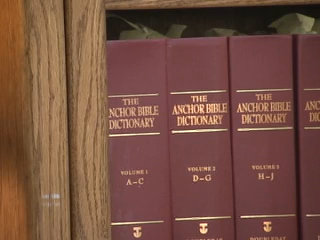 THE
ANCHOR BIBLE
DICTIONARY
VOLUME 1
A–C
THE
ANCHOR BIBLE
DICTIONARY
VOLUME 2
D–G
THE
ANCHOR BIBLE
DICTIONARY
VOLUME 3
H–J